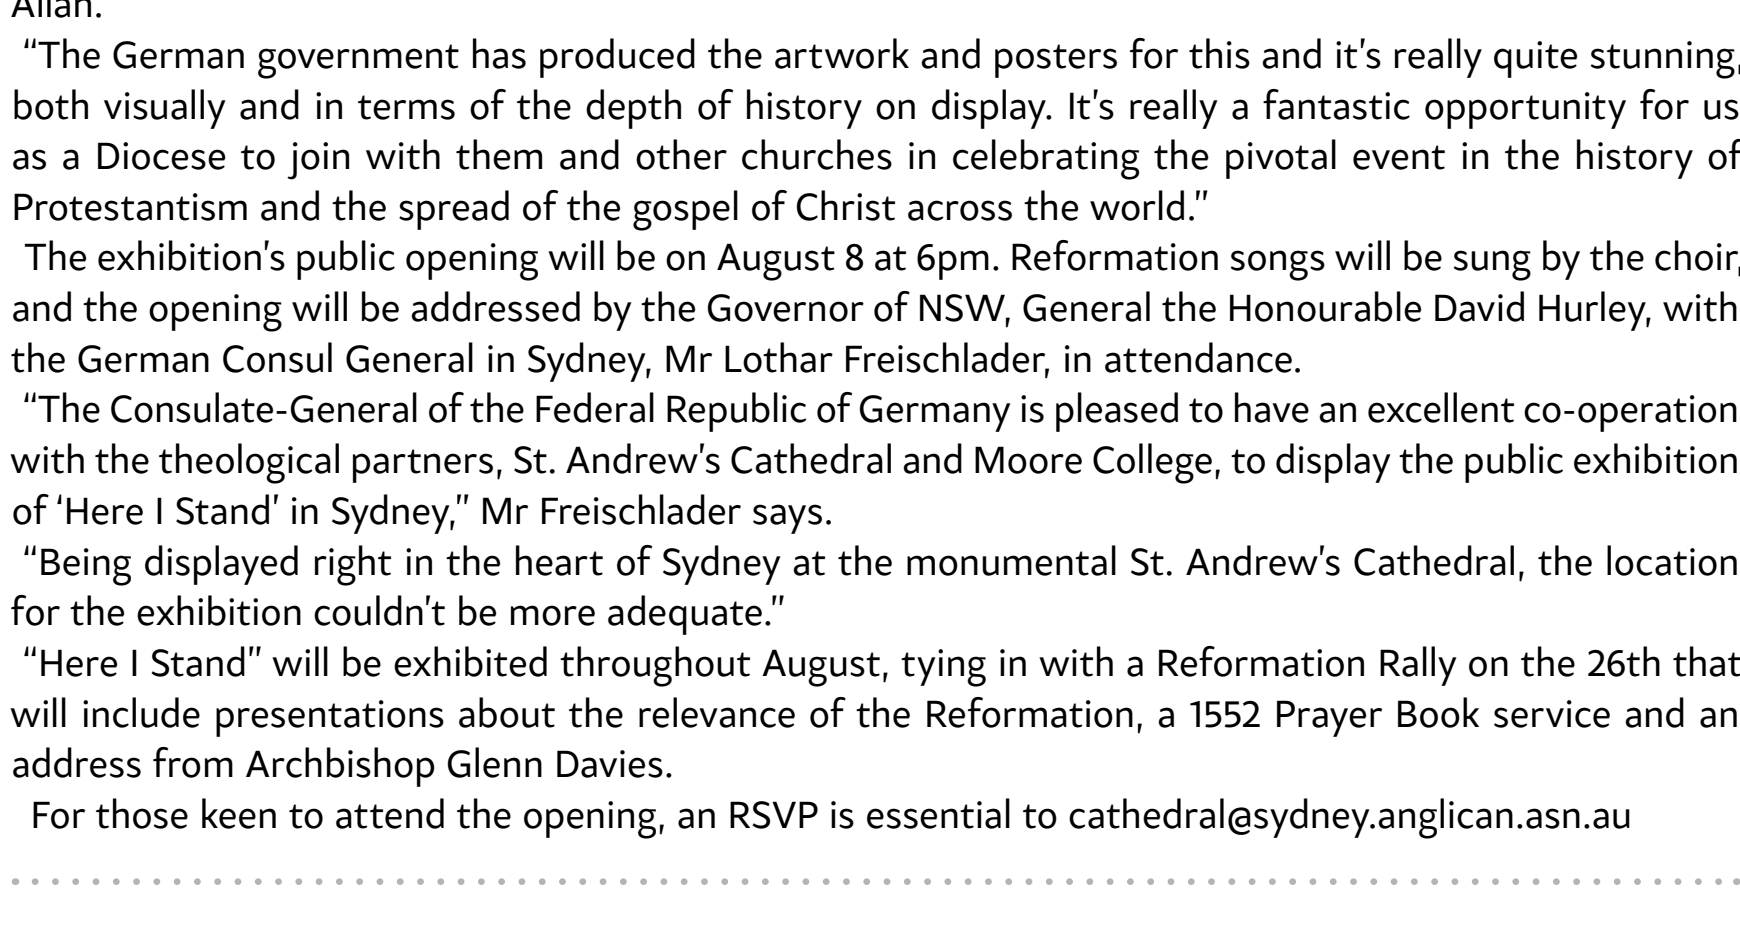 Allan.
“The German government has produced the artwork and posters for this and it’s really quite stunning,
both visually and in terms of the depth of history on display. It’s really a fantastic opportunity for us
as a Diocese to join with them and other churches in celebrating the pivotal event in the history of
Protestantism and the spread of the gospel of Christ across the world.”
The exhibition’s public opening will be on August 8 at 6pm. Reformation songs will be sung by the choir,
and the opening will be addressed by the Governor of NSW, General the Honourable David Hurley, with
the German Consul General in Sydney, Mr Lothar Freischlader, in attendance.
“The Consulate-General of the Federal Republic of Germany is pleased to have an excellent co-operation
with the theological partners, St. Andrew’s Cathedral and Moore College, to display the public exhibition
of ‘Here I Stand’ in Sydney,” Mr Freischlader says.
“Being displayed right in the heart of Sydney at the monumental St. Andrew’s Cathedral, the location
for the exhibition couldn’t be more adequate.”
“Here I Stand” will be exhibited throughout August, tying in with a Reformation Rally on the 26th that
will include presentations about the relevance of the Reformation, a 1552 Prayer Book service and an
address from Archbishop Glenn Davies.
For those keen to attend the opening, an RSVP is essential to cathedral@sydney.anglican.asn.au